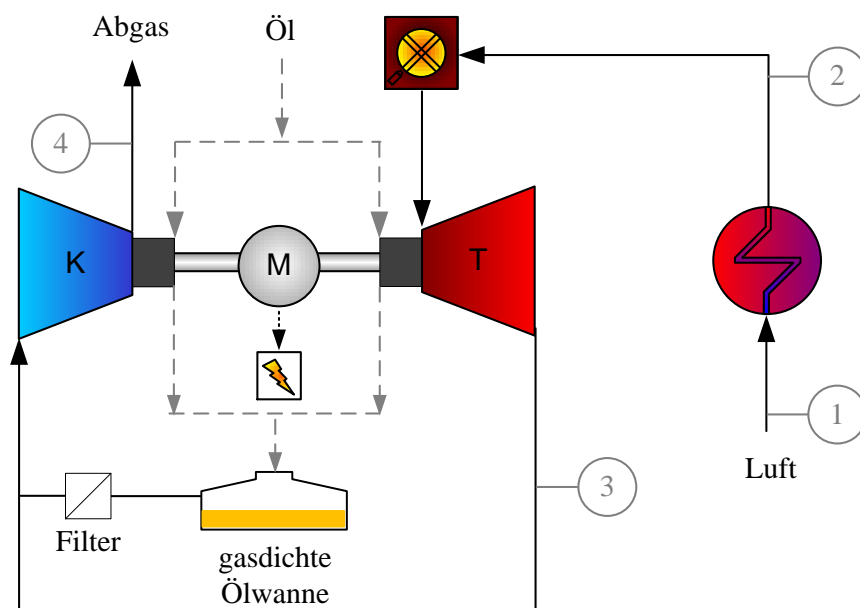 Abgas
Öl
2
4
K
M
T
1
Luft
3
Filter
gasdichte
Ölwanne